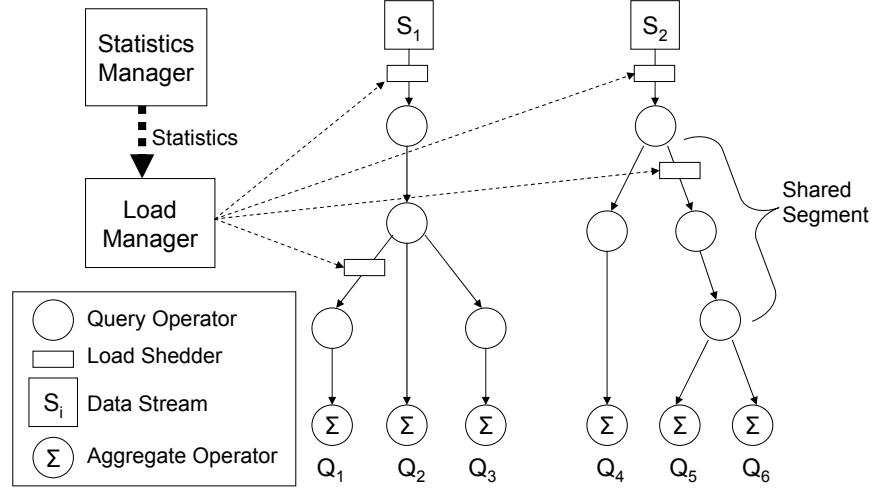 Statistics
Manager
Statistics
Load
Manager
S1
S2
Shared
Segment
Query Operator
Load Shedder
Si Data Stream
Σ Aggregate Operator
Σ Σ Σ Σ Σ Σ
Q1 Q2 Q3 Q4 Q5 Q6